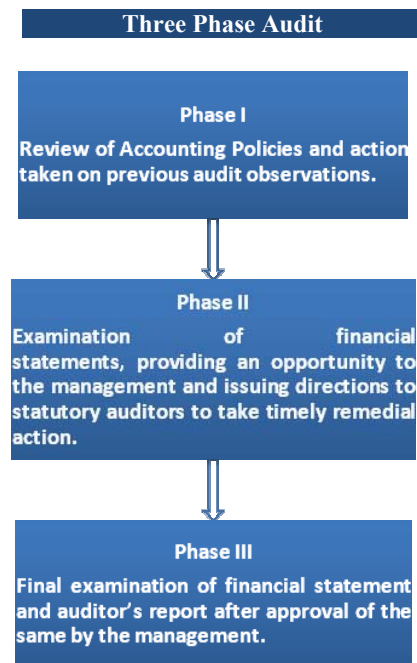 Three Phase Audit
Phase I
Review of Accounting Policies and action
taken on previous audit observations.
Phase II
Examination of financial
statements, providing an opportunity to
the management and issuing directions to
statutory auditors to take timely remedial
action.
Phase III
Final examination of financial statement
and auditor's report after approval of the
same by the management.